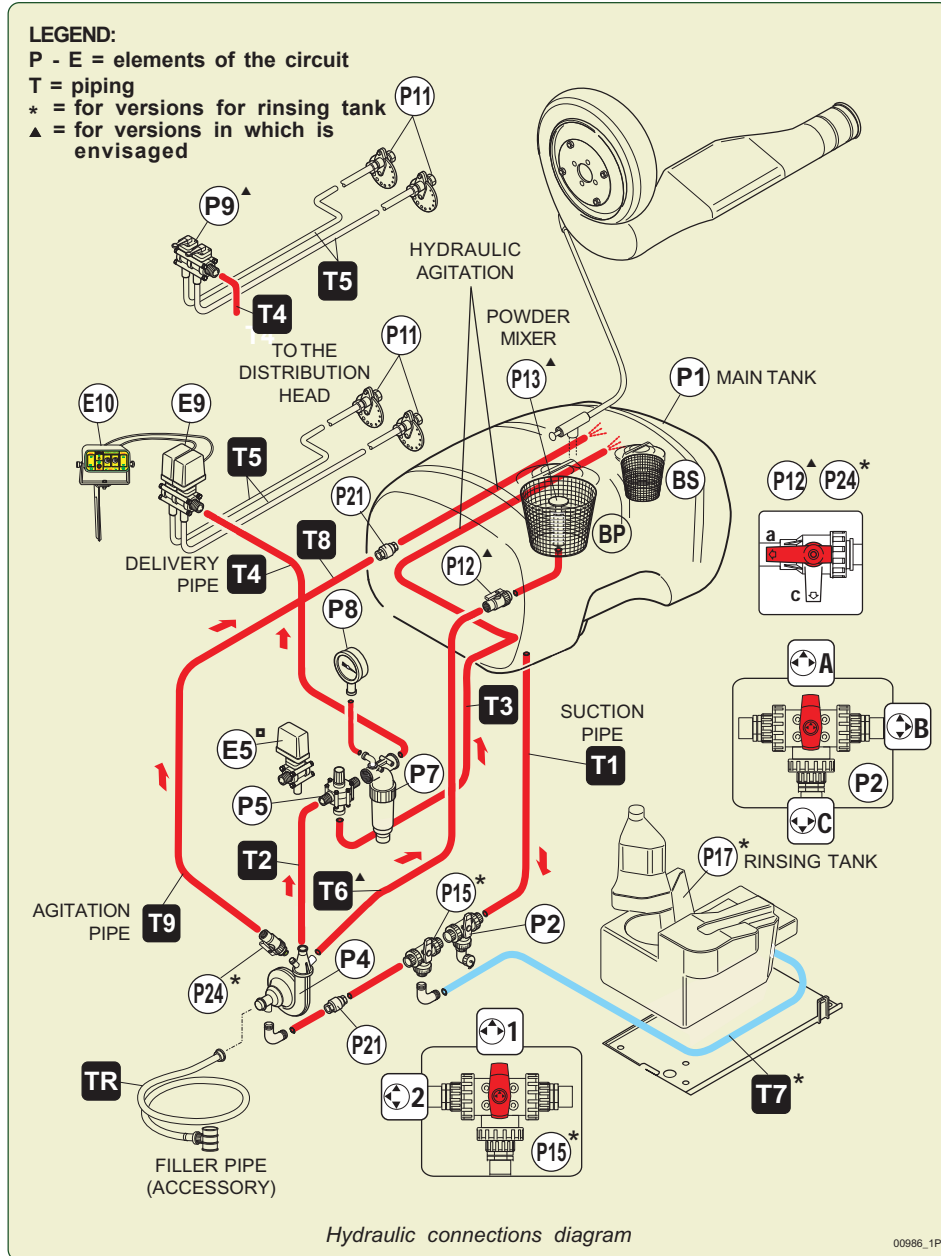 LEGEND:
P - E = elements of the circuit
T = piping
* = for versions for rinsing tank
▲ = for versions in which is
envisaged
P11
P9▲
T5
T4
T4
HYDRAULIC
AGITATION
POWDER
MIXER
P13▲
P1 MAIN TANK
TO THE
DISTRIBUTION
HEAD
P11
E10
E9
T5
P21
BS
BP
P12▲ P24*
a
c
T8
DELIVERY
PIPE
T4
P12▲
P8
T3
SUCTION
PIPE
T1
A
B
P2
C
E5
P7
P5
P17*
RINSING TANK
T2
T6▲
P15*
P2
AGITATION
PIPE
T9
P4
P24*
P21
TR
1
2
P15*
T7*
FILLER PIPE
(ACCESSORY)
Hydraulic connections diagram
00986_1P